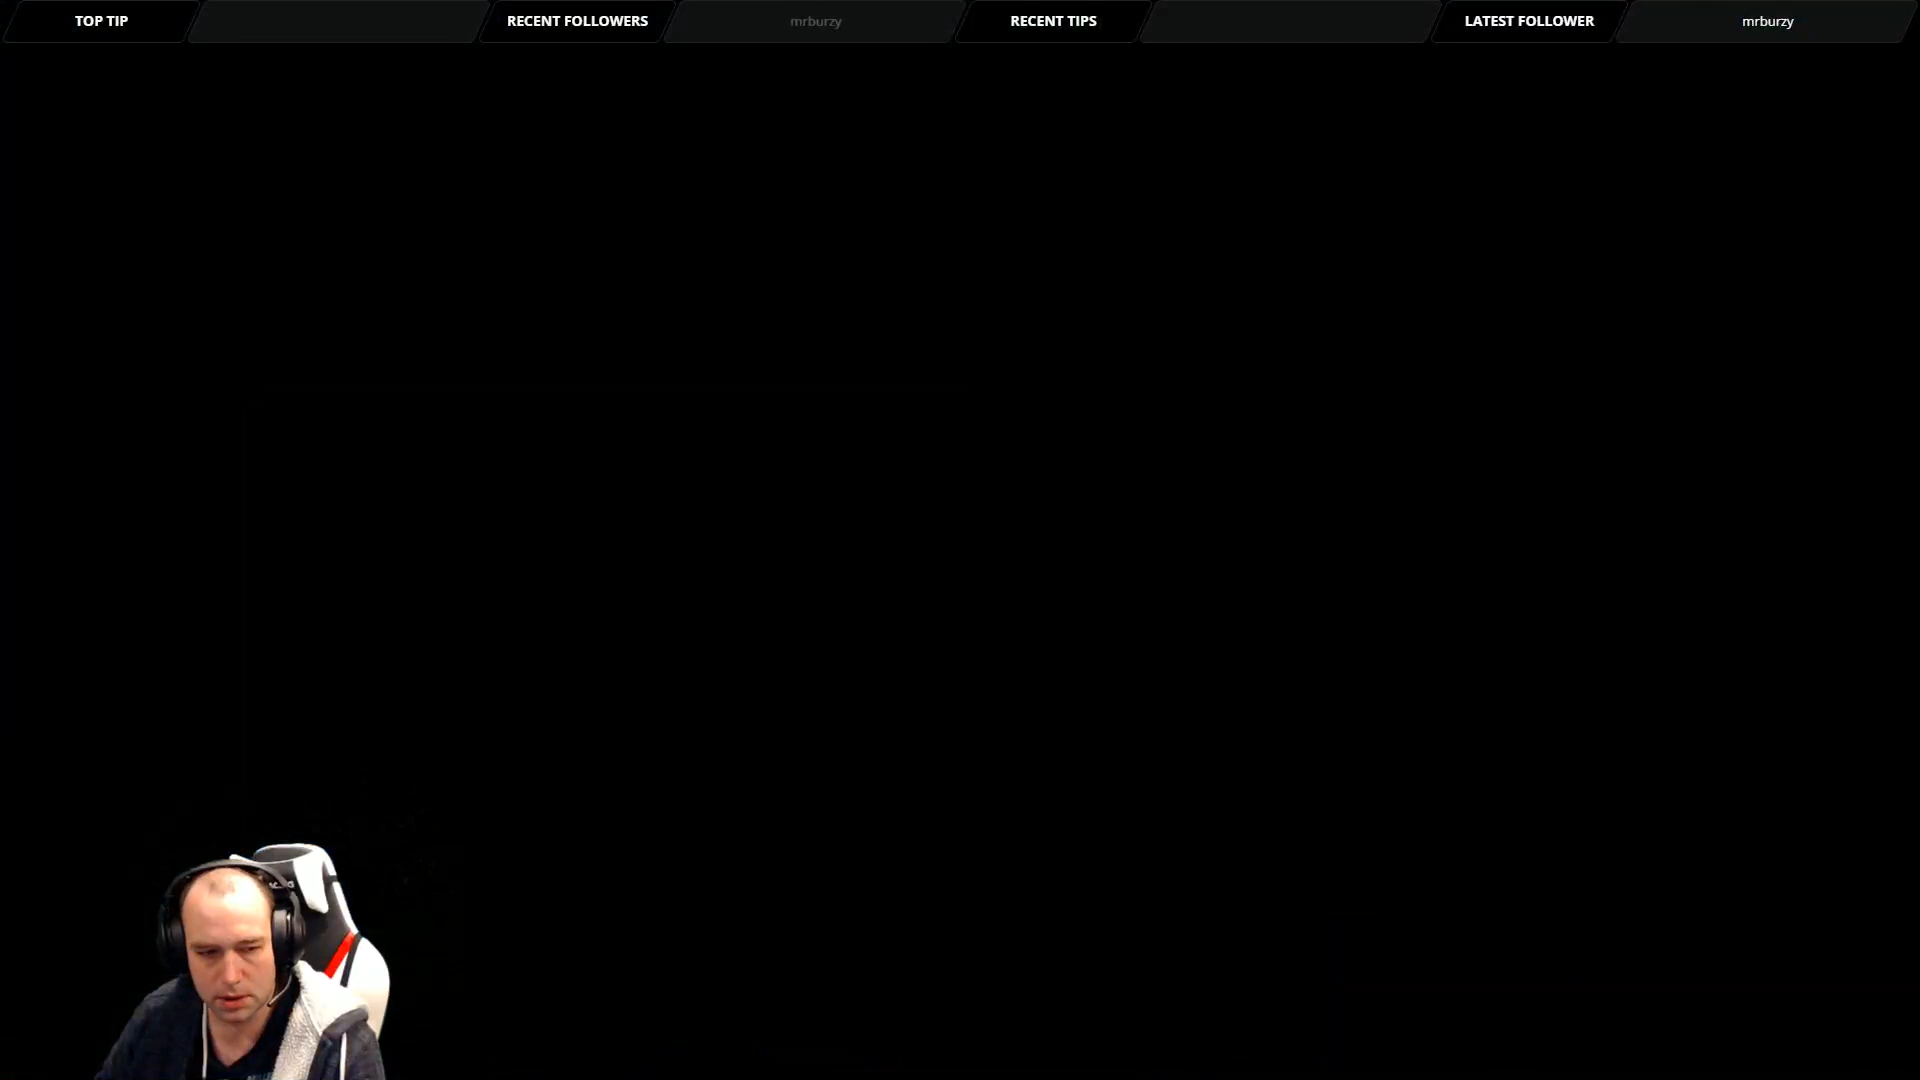 TOP TIP
RECENT FOLLOWERS
mrburzy
RECENT TIPS
LATEST FOLLOWER
mrburzy